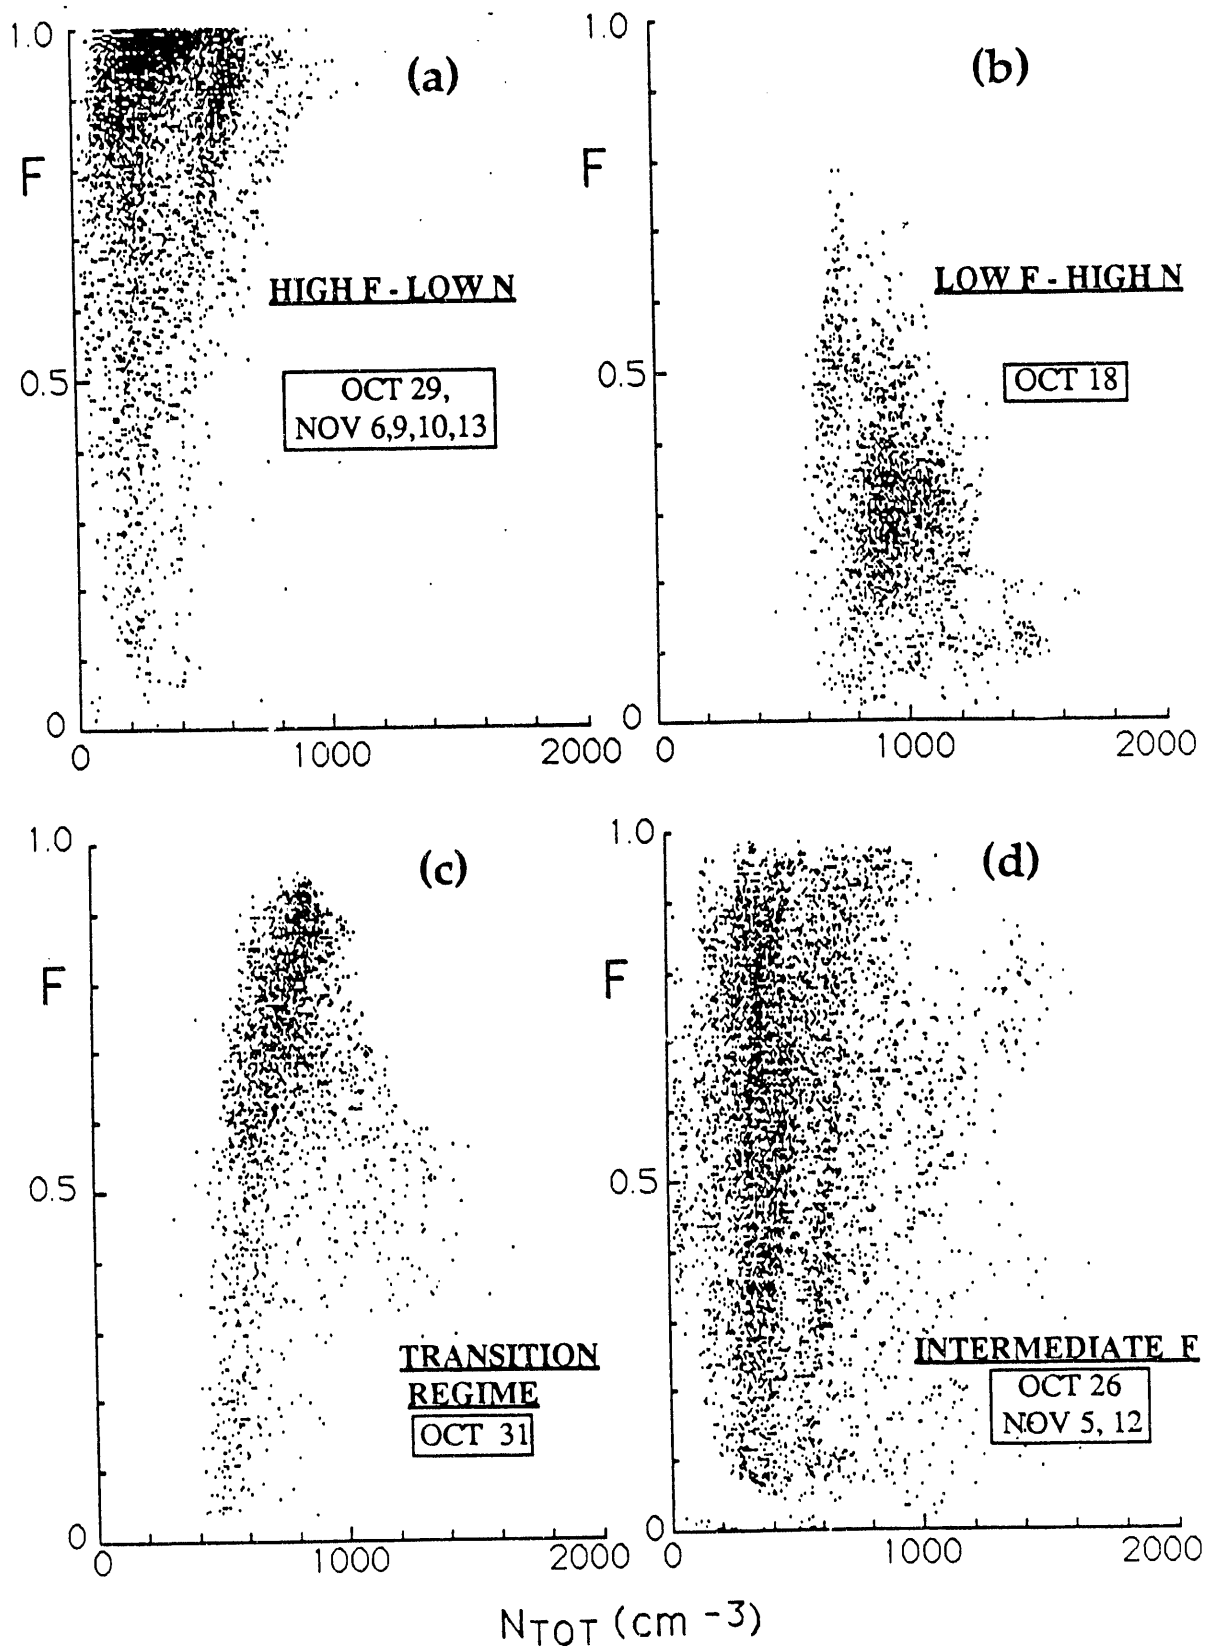 1.0
(a)
F
HIGH F - LOW N
0.5
OCT 29,
NOV 6,9,10,13
0
0 1000 2000
1.0
(b)
F
LOW F - HIGH N
0.5
OCT 18
0
0 1000 2000
1.0
(c)
F
0.5
TRANSITION
REGIME
OCT 31
0
0 1000 2000
1.0
(d)
F
0.5
INTERMEDIATE F
OCT 26
NOV 5, 12
0
0 1000 2000
NTOT (cm -3)